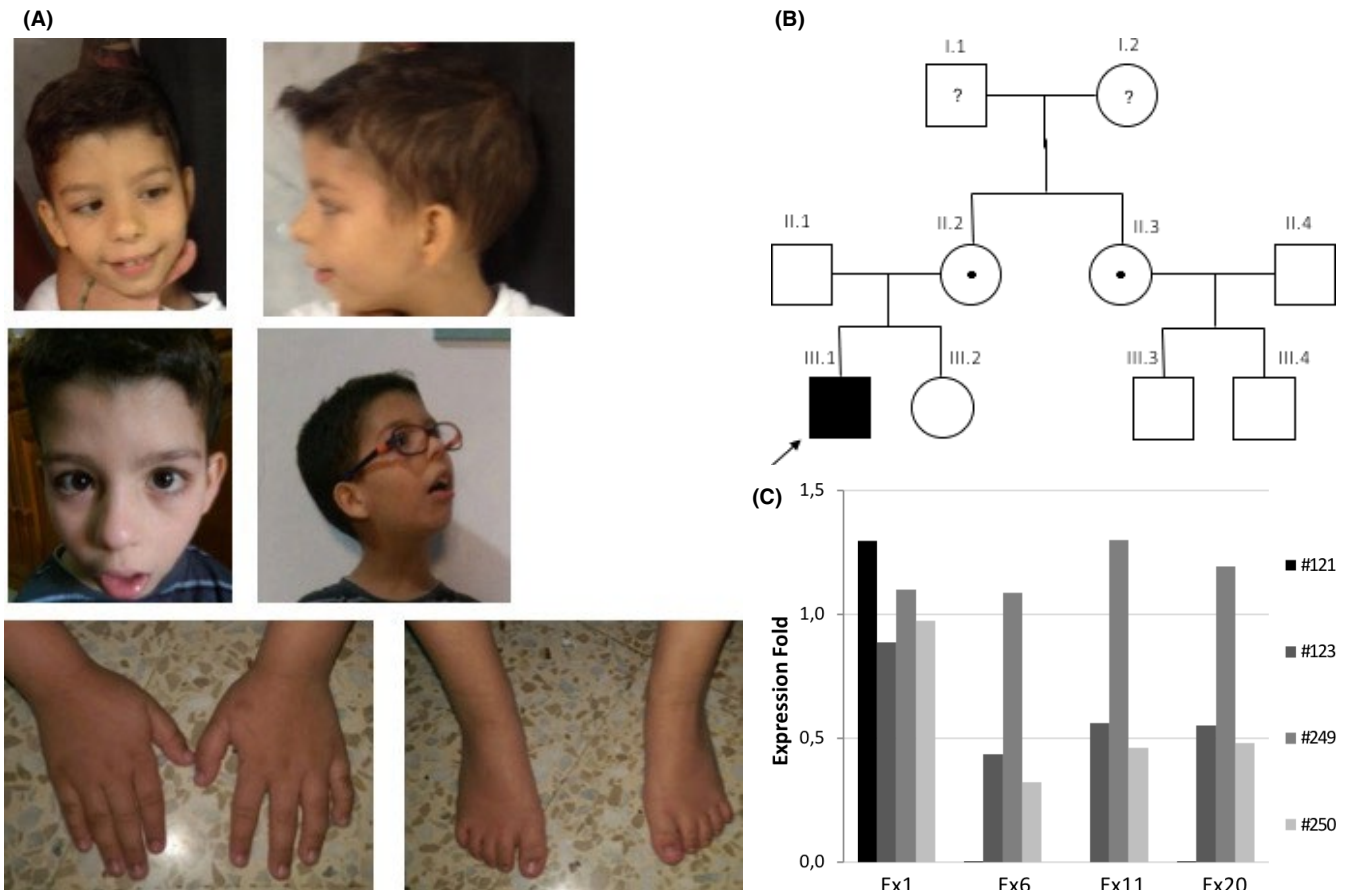 (A)
(B)
I.1
I.2
?
?
II.1
II.2
II.3
II.4
III.1
III.2
III.3
III.4
(C)
1,5
1,0
0,5
0,0
Expression Fold
Ex1
Ex6
Ex11
Ex20
#121
#123
#249
#250